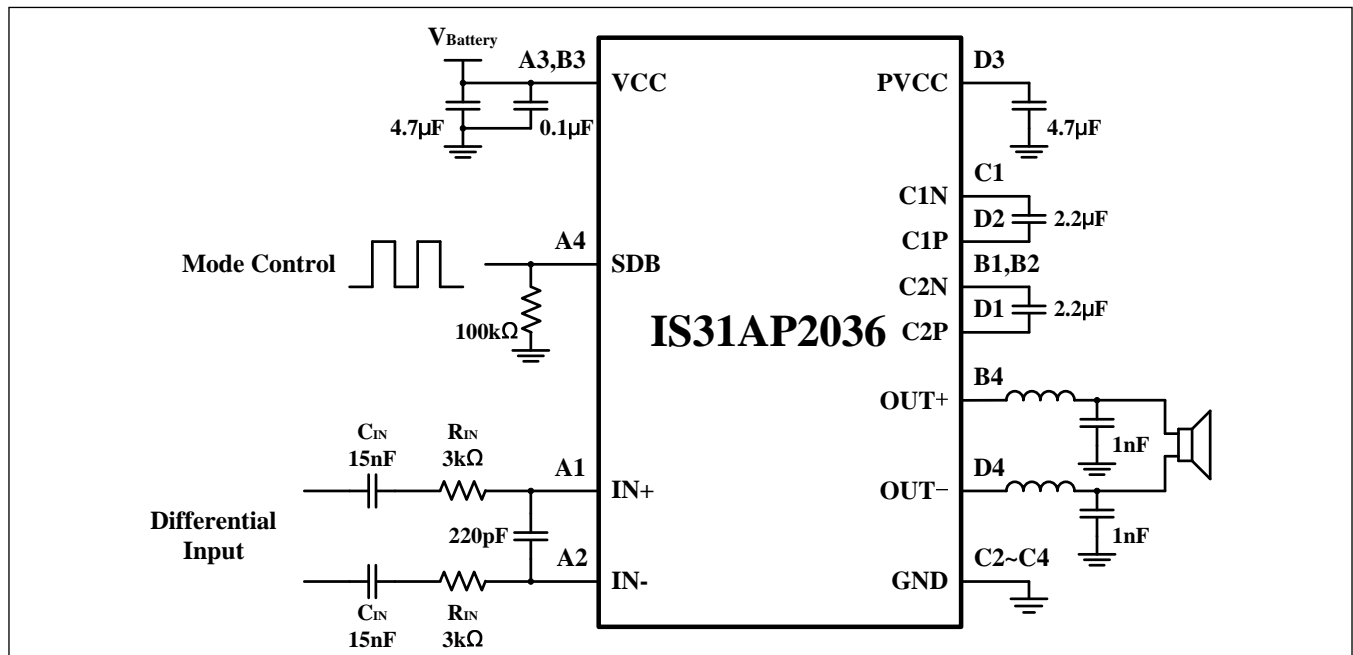 VBattery
A3,B3
VCC
4.7μF
0.1μF
A4
SDB
Mode Control
100kΩ
CIN
15nF
RIN
3kΩ
A1
IN+
Differential
Input
220pF
A2
IN-
CIN
15nF
RIN
3kΩ
IS31AP2036
D3
PVCC
4.7μF
C1
C1N
D2
2.2μF
C1P
B1,B2
C2N
D1
2.2μF
C2P
B4
OUT+
1nF
D4
OUT−
1nF
C2~C4
GND